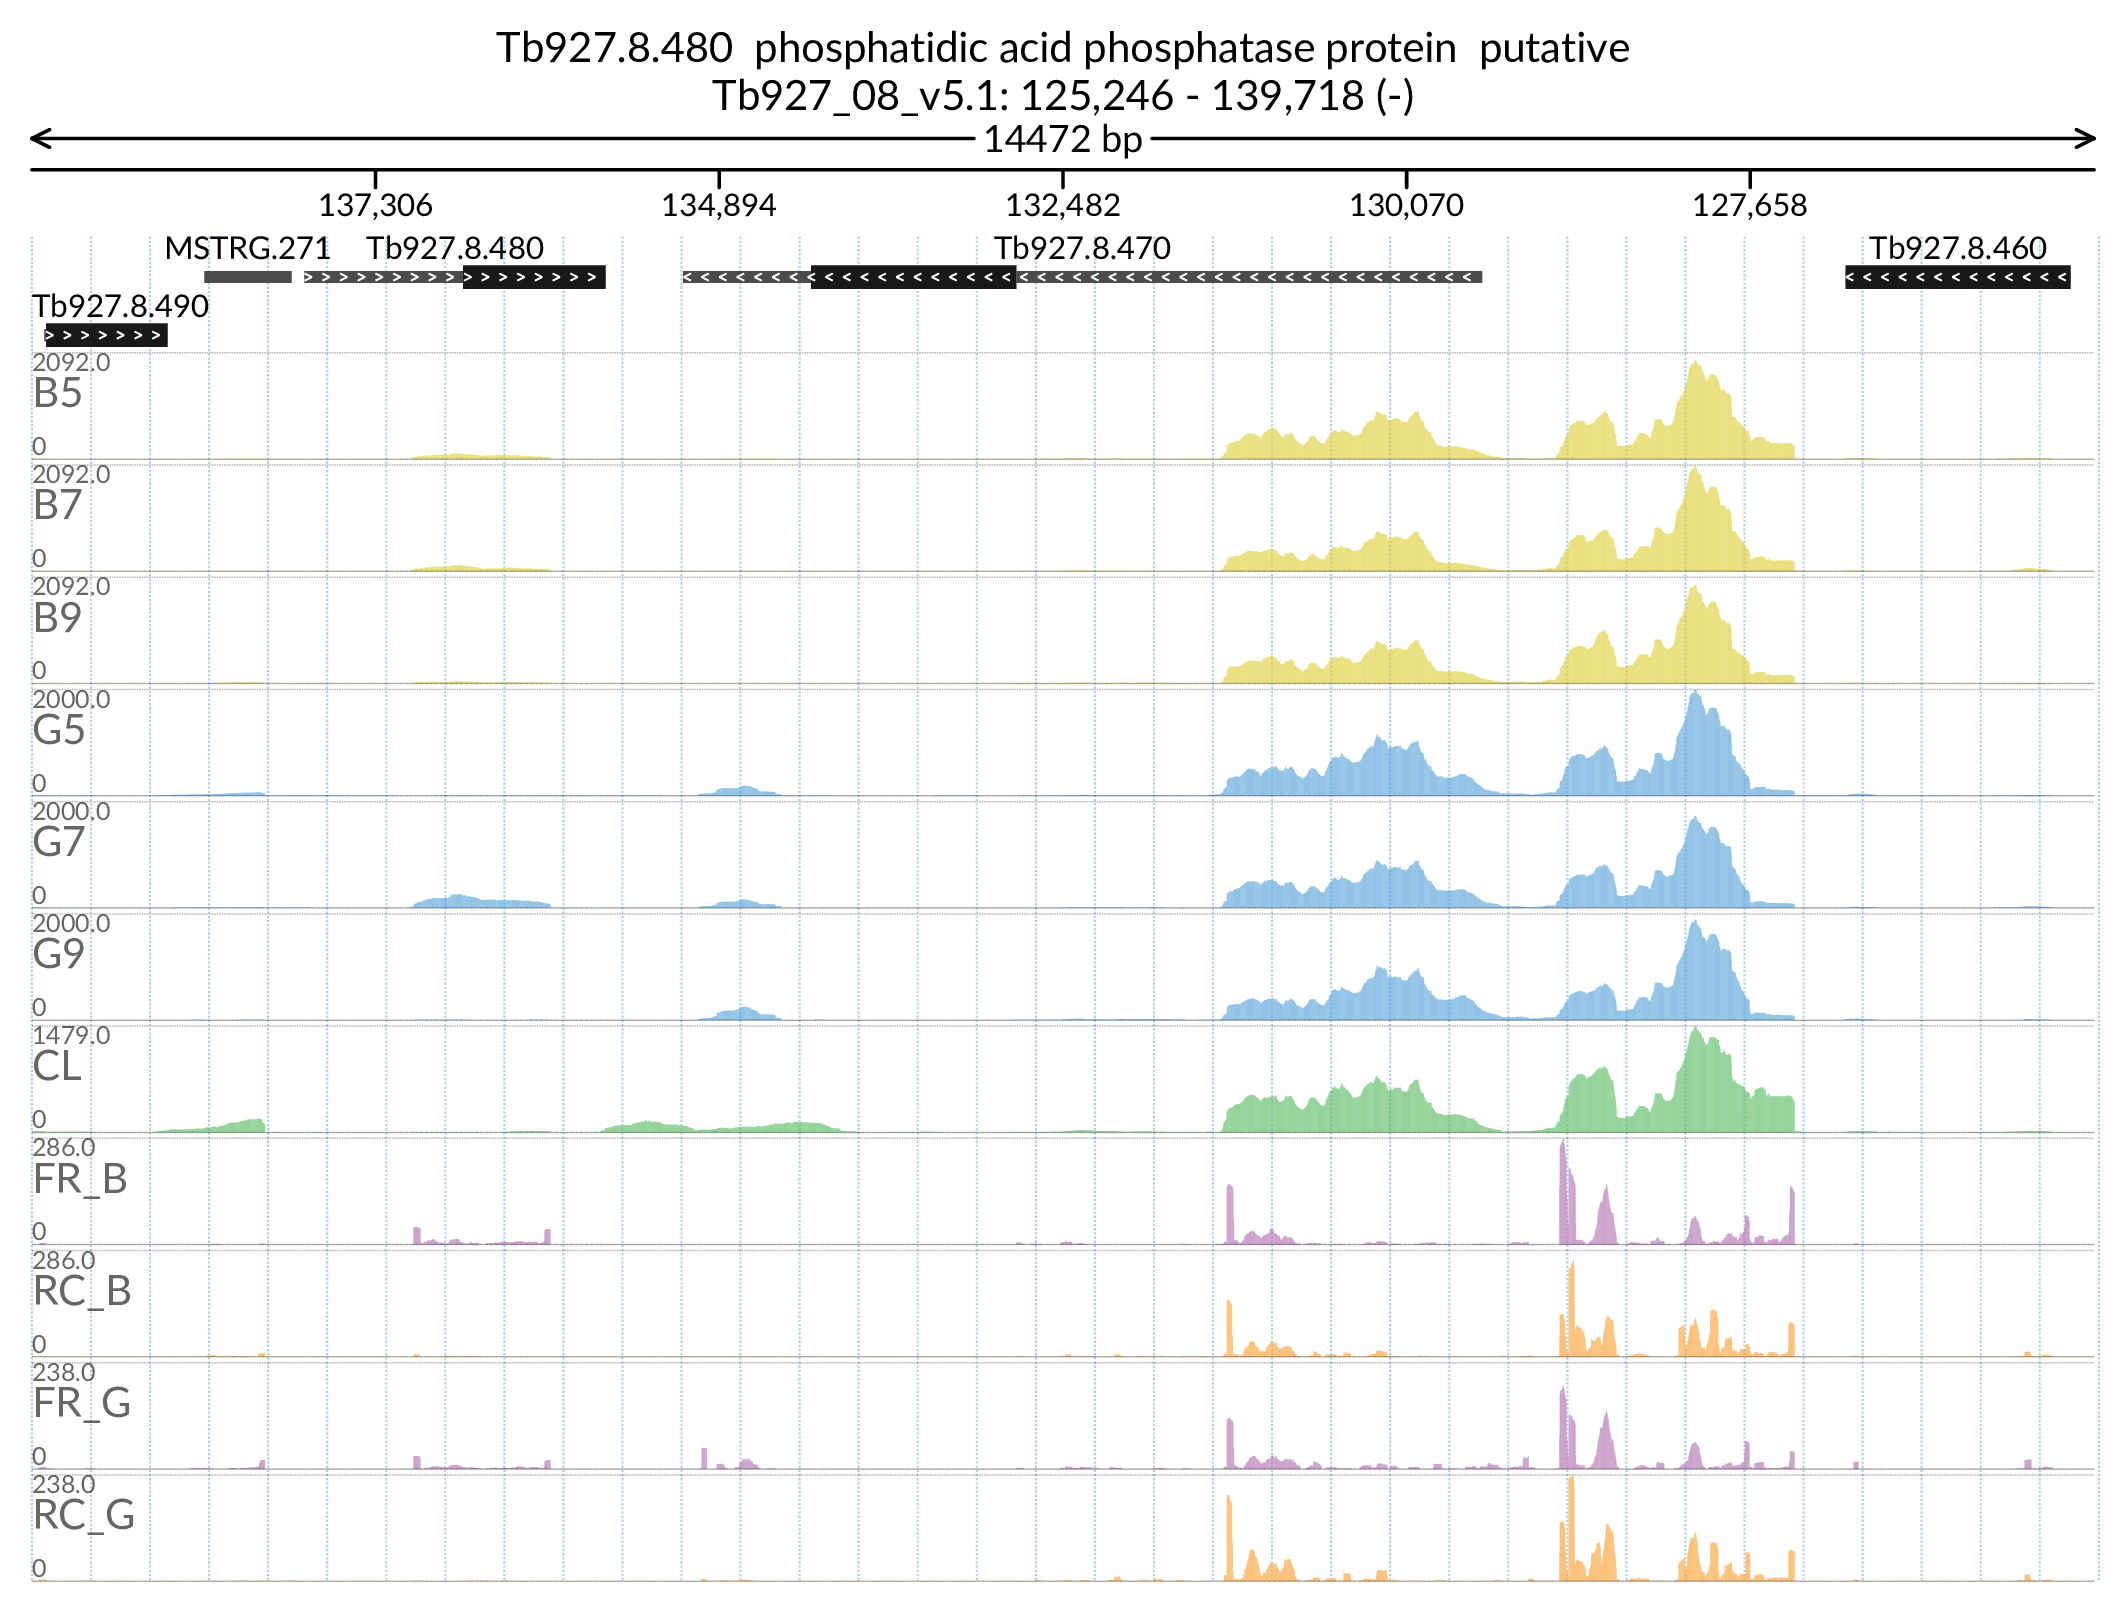 Tb927.8.480  phosphatidic acid phosphatase protein  putative
Tb927_08_v5.1: 125,246 - 139,718 (-)
14472 bp
137,306 134,894 132,482 130,070 127,658
MSTRG.271 Tb927.8.480 Tb927.8.470 Tb927.8.460
Tb927.8.490
2092.0
B5
0
2092.0
B7
0
2092.0
B9
0
2000.0
G5
0
2000.0
G7
0
2000.0
G9
0
1479.0
CL
0
286.0
FR_B
0
286.0
RC_B
0
238.0
FR_G
0
238.0
RC_G
0